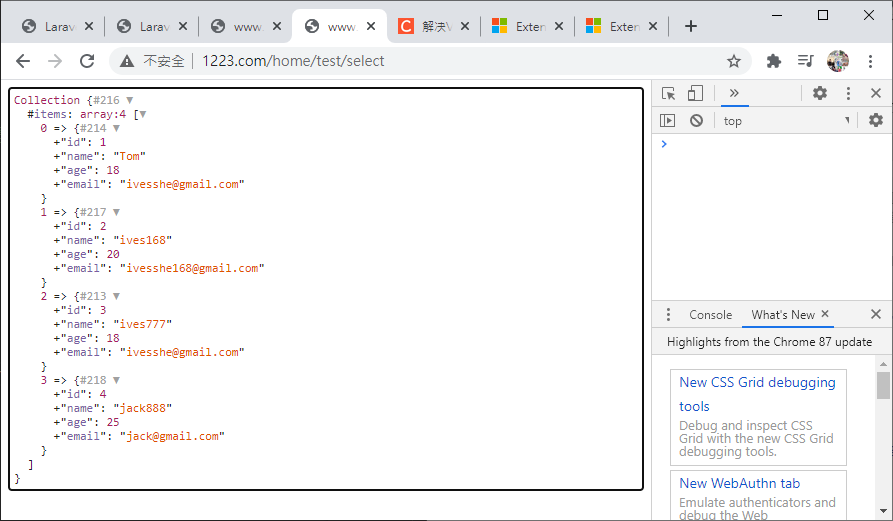 Larav
Larav
www.
www.
解决V
Exter
Exter
不安全
1223.com/home/test/select
Collection {#216 ▼
#items: array:4 [▼
0 => {#214 ▼
+"id": 1
+"name": "Tom"
+"age": 18
+"email": "ivesshe@gmail.com"
}
1 => {#217 ▼
+"id": 2
+"name": "ives168"
+"age": 20
+"email": "ivesshe168@gmail.com"
}
2 => {#213 ▼
+"id": 3
+"name": "ives777"
+"age": 18
+"email": "ivesshe@gmail.com"
}
3 => {#218 ▼
+"id": 4
+"name": "jack888"
+"age": 25
+"email": "jack@gmail.com"
}
]
}
top
Console
What's New
Highlights from the Chrome 87 update
New CSS Grid debugging
tools
Debug and inspect CSS
Grid with the new CSS Grid
debugging tools.
New WebAuthn tab
Emulate authenticators and
debug the Web